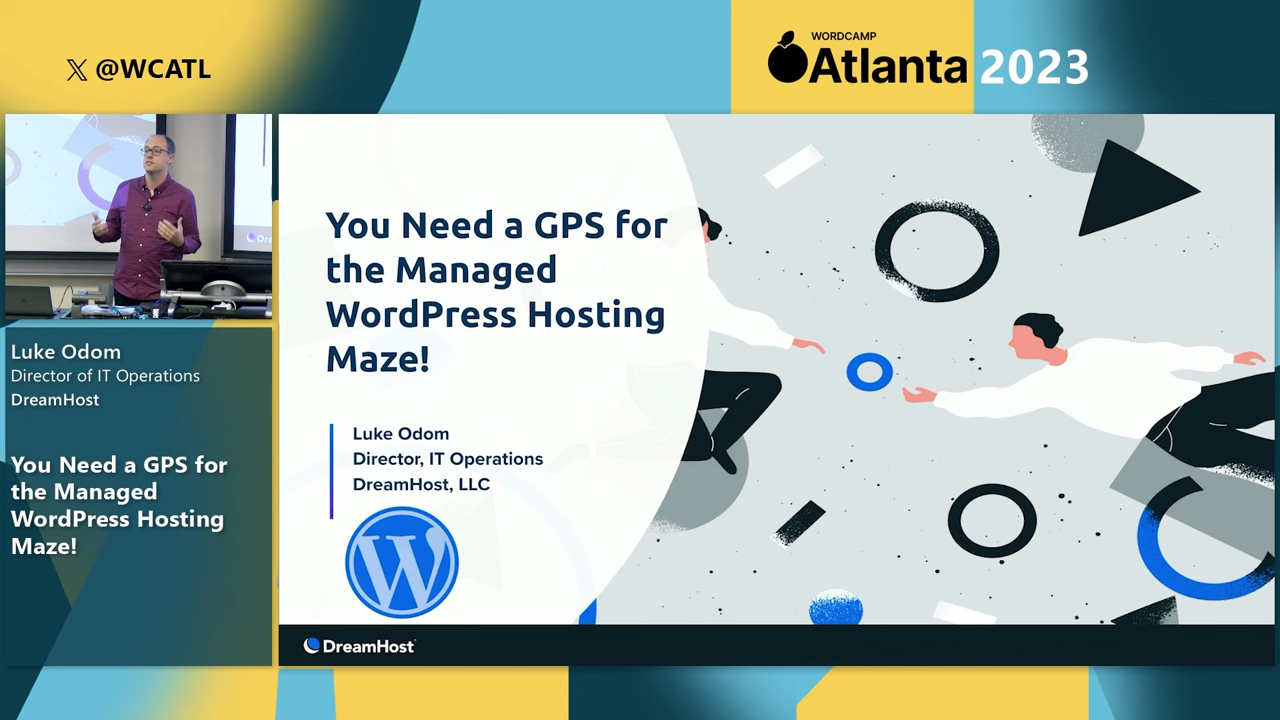 𝕏 @WCATL
WORDCAMP
Atlanta 2023
Luke Odom
Director of IT Operations
DreamHost
You Need a GPS for
the Managed
WordPress Hosting
Maze!
You Need a GPS for
the Managed
WordPress Hosting
Maze!
Luke Odom
Director, IT Operations
DreamHost, LLC
DreamHost